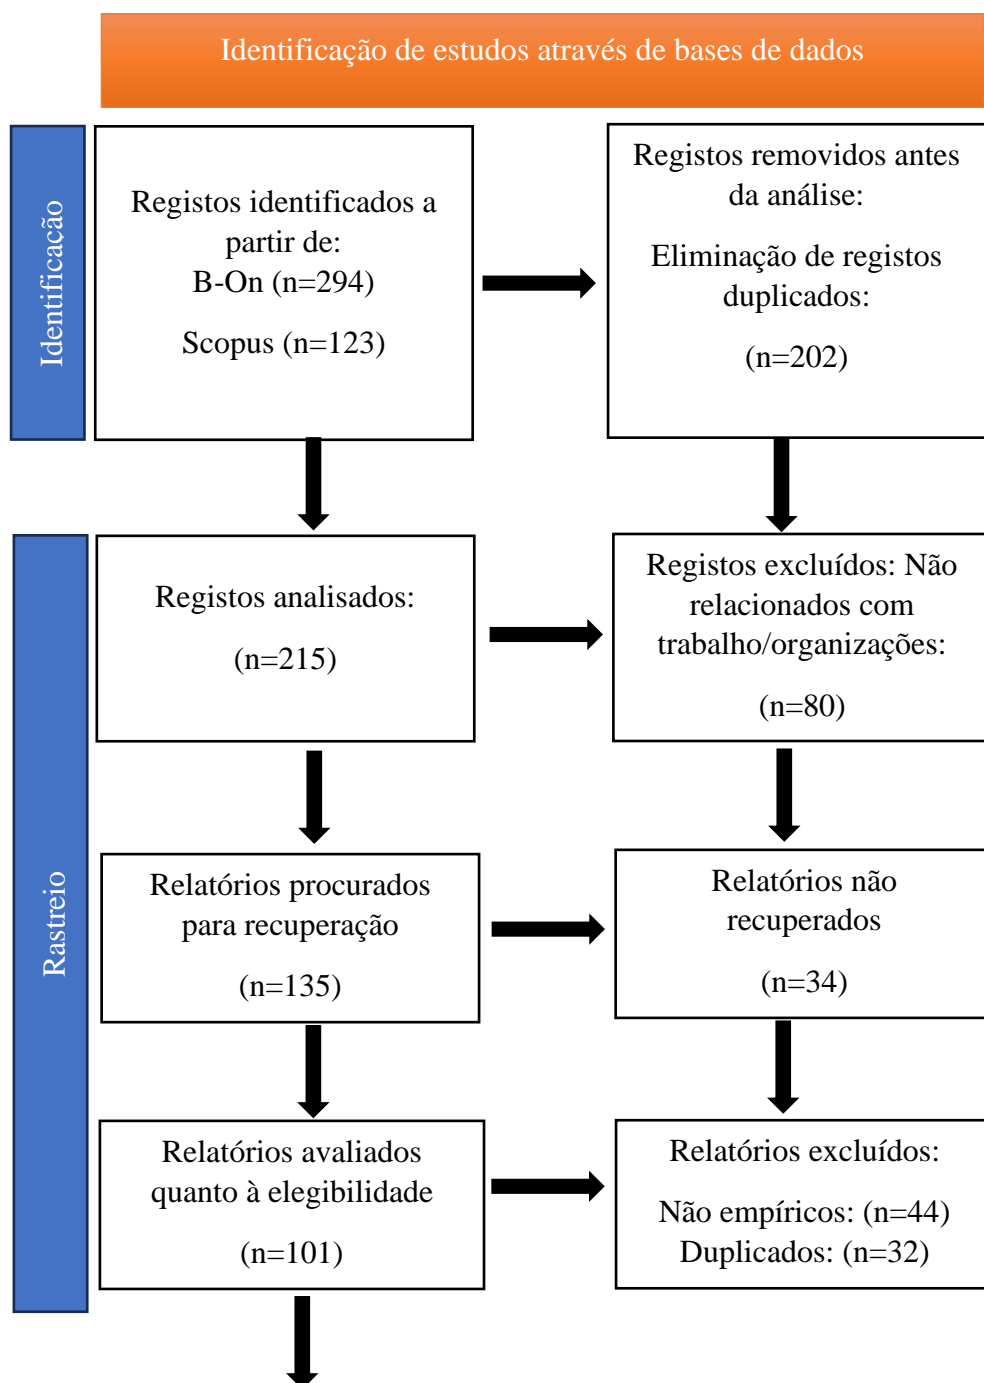 Identificação de estudos através de bases de dados
Identificação
Registos identificados a
partir de:
B-On (n=294)
Scopus (n=123)
Registos removidos antes
da análise:
Eliminação de registos
duplicados:
(n=202)
Rastreio
Registos analisados:
(n=215)
Registos excluídos: Não
relacionados com
trabalho/organizações:
(n=80)
Relatórios procurados
para recuperação
(n=135)
Relatórios não
recuperados
(n=34)
Relatórios avaliados
quanto à elegibilidade
(n=101)
Relatórios excluídos:
Não empíricos: (n=44)
Duplicados: (n=32)